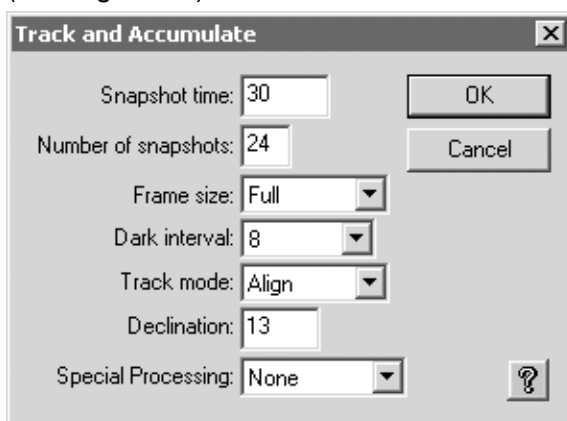 Track and Accumulate
Snapshot time: 30
OK
Number of snapshots: 24
Cancel
Frame size: Full
Dark interval: 8
Track mode: Align
Declination: 13
Special Processing: None
?